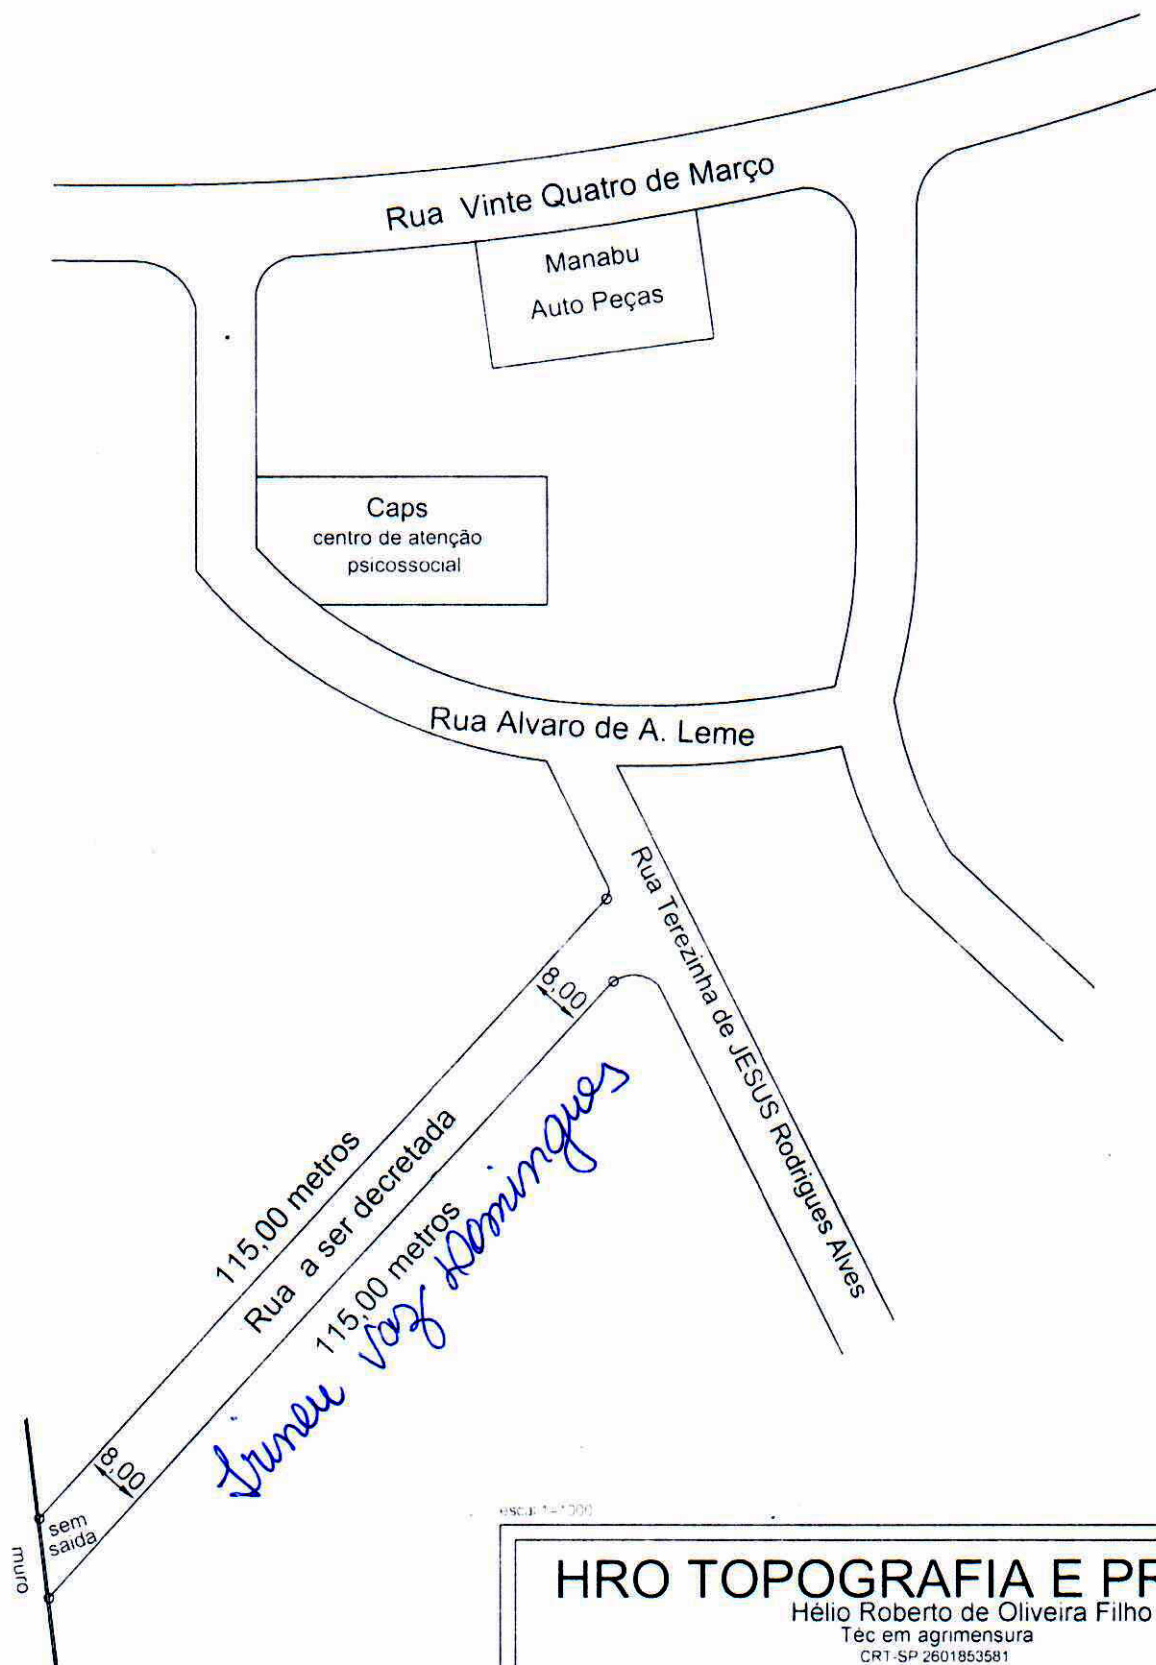 Rua Vinte Quatro de Março
Manabu
Auto Peças
Caps
centro de atenção
psicossocial
Rua Alvaro de A. Leme
Rua Terezinha de JESUS Rodrigues Alves
8,00
115,00 metros
Rua a ser decretada
115,00 metros
Irineu Vaz Domingues
8,00
sem
saida
muro
HRO TOPOGRAFIA E PR
Hélio Roberto de Oliveira Filho
Téc em agrimensura
CRT-SP 2601853581